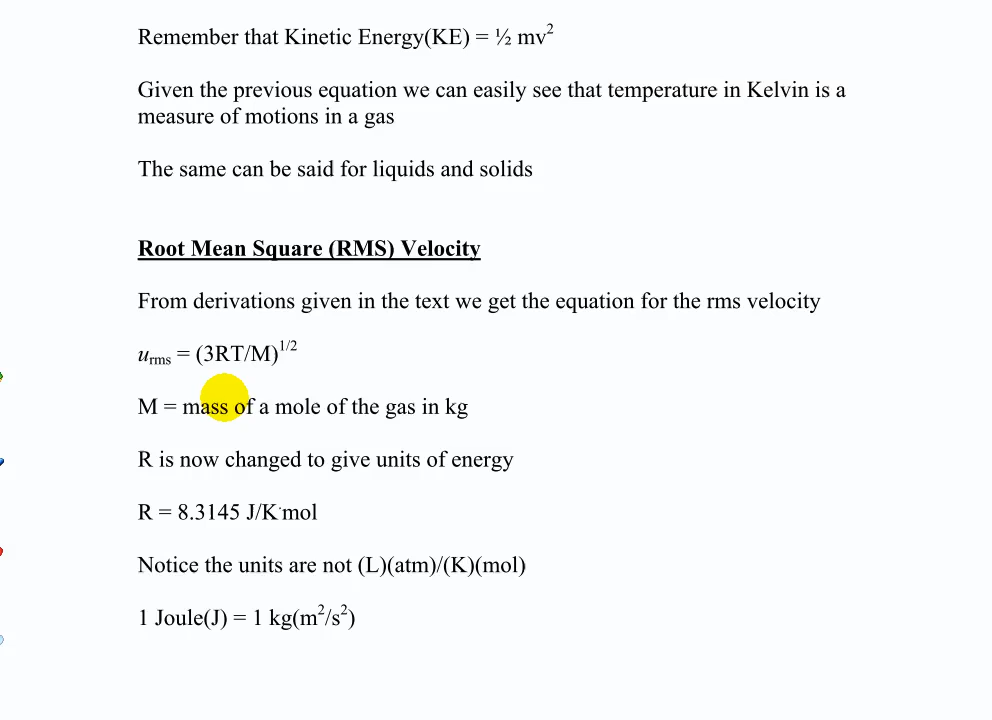 Remember that Kinetic Energy(KE) = ½ mv²
Given the previous equation we can easily see that temperature in Kelvin is a
measure of motions in a gas
The same can be said for liquids and solids
Root Mean Square (RMS) Velocity
From derivations given in the text we get the equation for the rms velocity
u_rms = (3RT/M)^1/2
M = mass of a mole of the gas in kg
R is now changed to give units of energy
R = 8.3145 J/K·mol
Notice the units are not (L)(atm)/(K)(mol)
1 Joule(J) = 1 kg(m²/s²)